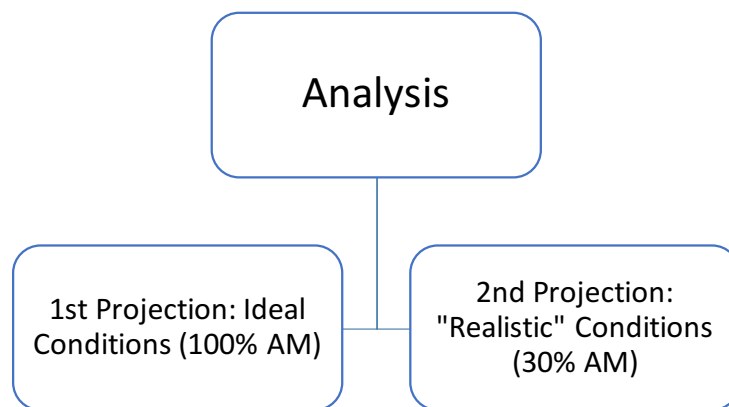 Analysis
1st Projection: Ideal
Conditions (100% AM)
2nd Projection:
"Realistic" Conditions
(30% AM)